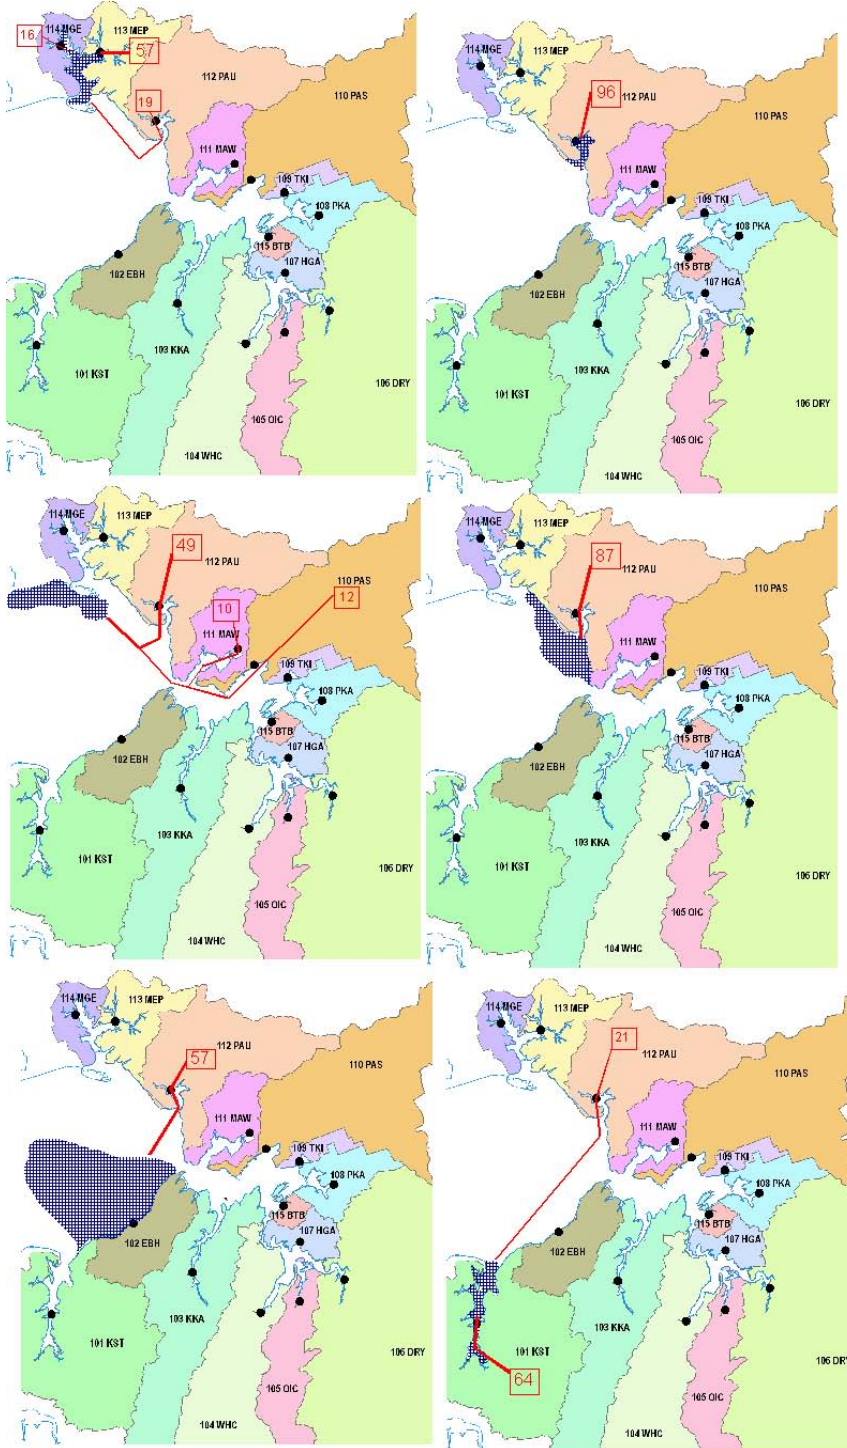 114 MGE
113 MEP
16
57
112 PAU
19
110 PAS
111 MAW
109 TKI
108 PKA
115 BTB
107 HGA
102 EBH
103 KKA
101 KST
106 DRY
105 OIC
104 WHC
114 MGE
113 MEP
96
112 PAU
110 PAS
111 MAW
109 TKI
108 PKA
115 BTB
107 HGA
102 EBH
103 KKA
101 KST
106 DRY
105 OIC
104 WHC
114 MGE
113 MEP
49
112 PAU
110 PAS
12
10
111 MAW
109 TKI
108 PKA
115 BTB
107 HGA
102 EBH
103 KKA
101 KST
106 DRY
105 OIC
104 WHC
114 MGE
113 MEP
87
112 PAU
110 PAS
111 MAW
109 TKI
108 PKA
115 BTB
107 HGA
102 EBH
103 KKA
101 KST
106 DRY
105 OIC
104 WHC
114 MGE
113 MEP
112 PAU
57
110 PAS
111 MAW
109 TKI
108 PKA
115 BTB
107 HGA
102 EBH
103 KKA
101 KST
106 DRY
105 OIC
104 WHC
114 MGE
113 MEP
21
112 PAU
110 PAS
111 MAW
109 TKI
108 PKA
115 BTB
107 HGA
102 EBH
103 KKA
101 KST
64
106 DRY
105 OIC
104 WHC